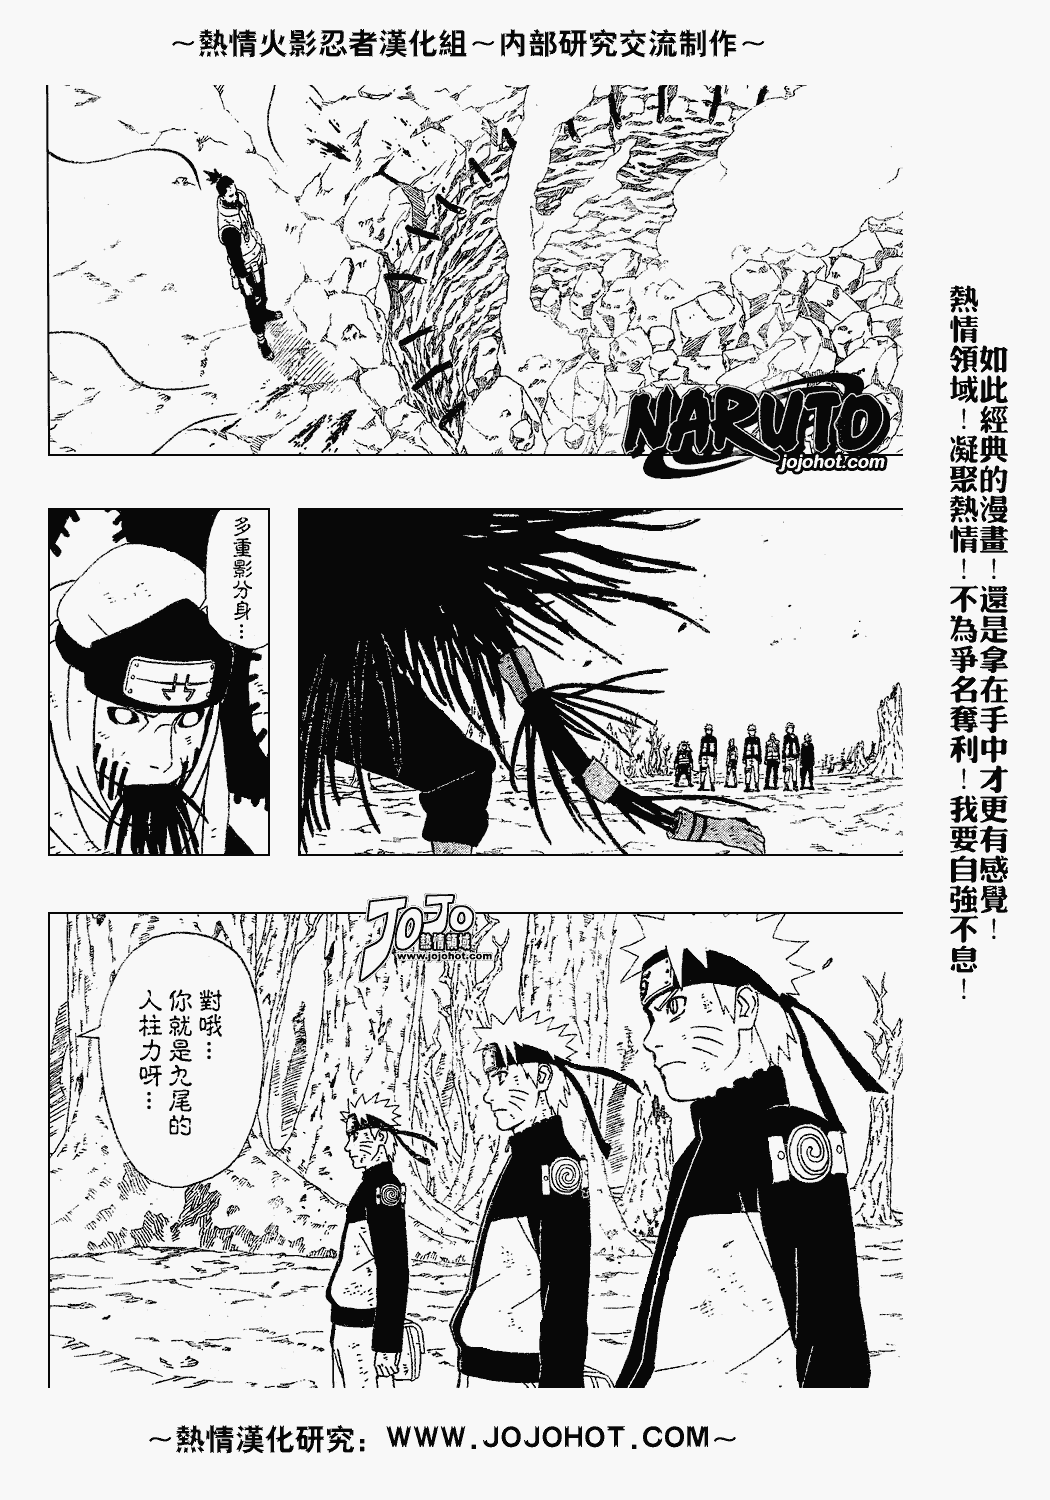 ～熱情火影忍者漢化組～内部研究交流制作～
如此經典的漫畫！還是拿在手中才更有感覺！
熱情領域！凝聚熱情！不為爭名奪利！我要自強不息！
NARUTO
jojohot.com
多重影分身…
JOJO
熱情領域
www.jojohot.com
對哦…
你就是九尾的
人柱力呀…
～熱情漢化研究：WWW.JOJOHOT.COM～